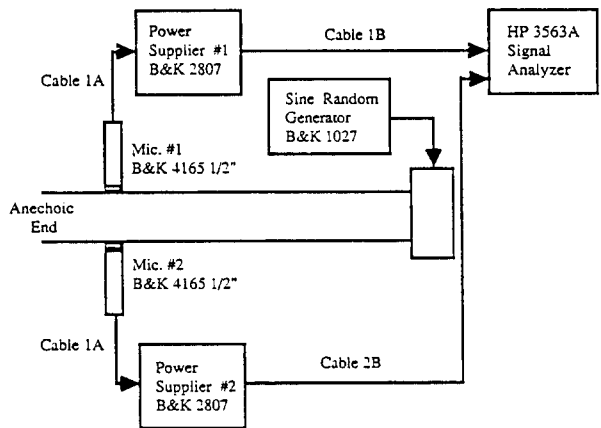 Power
Supplier #1
B&K 2807
Cable 1B
HP 3563A
Signal
Analyzer
Cable 1A
Sine Random
Generator
B&K 1027
Mic. #1
B&K 4165 1/2"
Anechoic
End
Mic. #2
B&K 4165 1/2"
Cable 1A
Power
Supplier #2
B&K 2807
Cable 2B